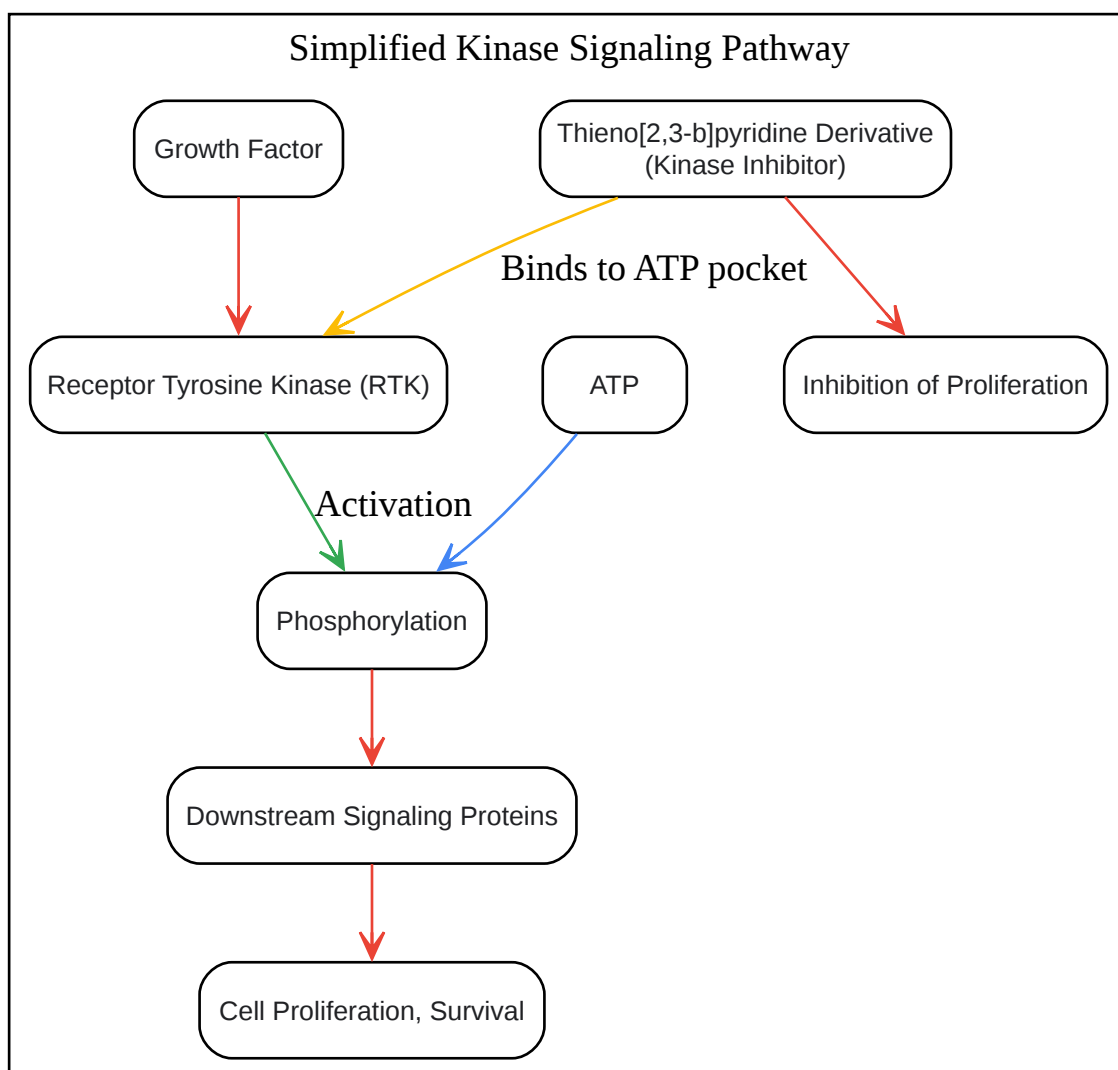 Simplified Kinase Signaling Pathway
Growth Factor
Thieno[2,3-b]pyridine Derivative
(Kinase Inhibitor)
Binds to ATP pocket
Receptor Tyrosine Kinase (RTK)
ATP
Inhibition of Proliferation
Activation
Phosphorylation
Downstream Signaling Proteins
Cell Proliferation, Survival